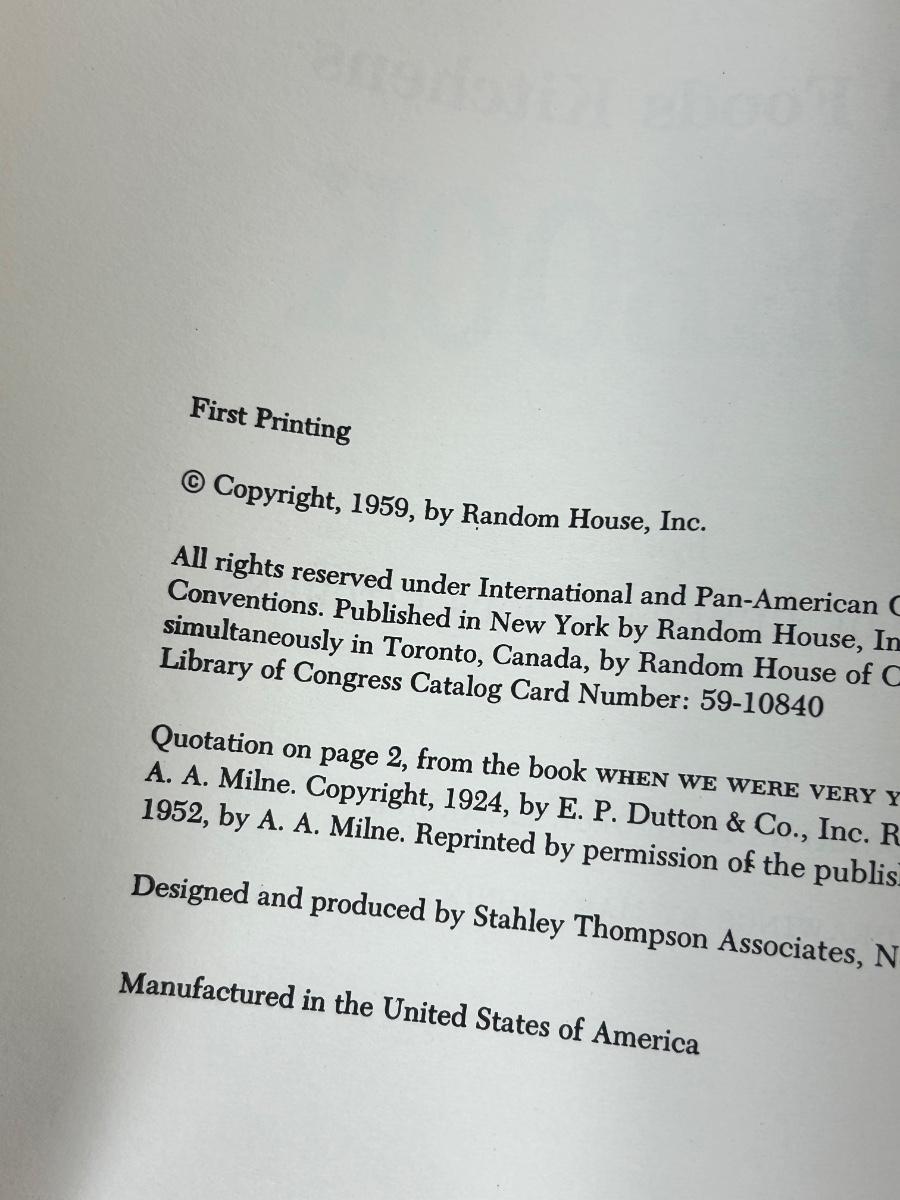 First Printing
© Copyright, 1959, by Random House, Inc.
All rights reserved under International and Pan-American C
Conventions. Published in New York by Random House, In
simultaneously in Toronto, Canada, by Random House of C
Library of Congress Catalog Card Number: 59-10840
Quotation on page 2, from the book WHEN WE WERE VERY Y
A. A. Milne. Copyright, 1924, by E. P. Dutton & Co., Inc. R
1952, by A. A. Milne. Reprinted by permission of the publis
Designed and produced by Stahley Thompson Associates, N
Manufactured in the United States of America